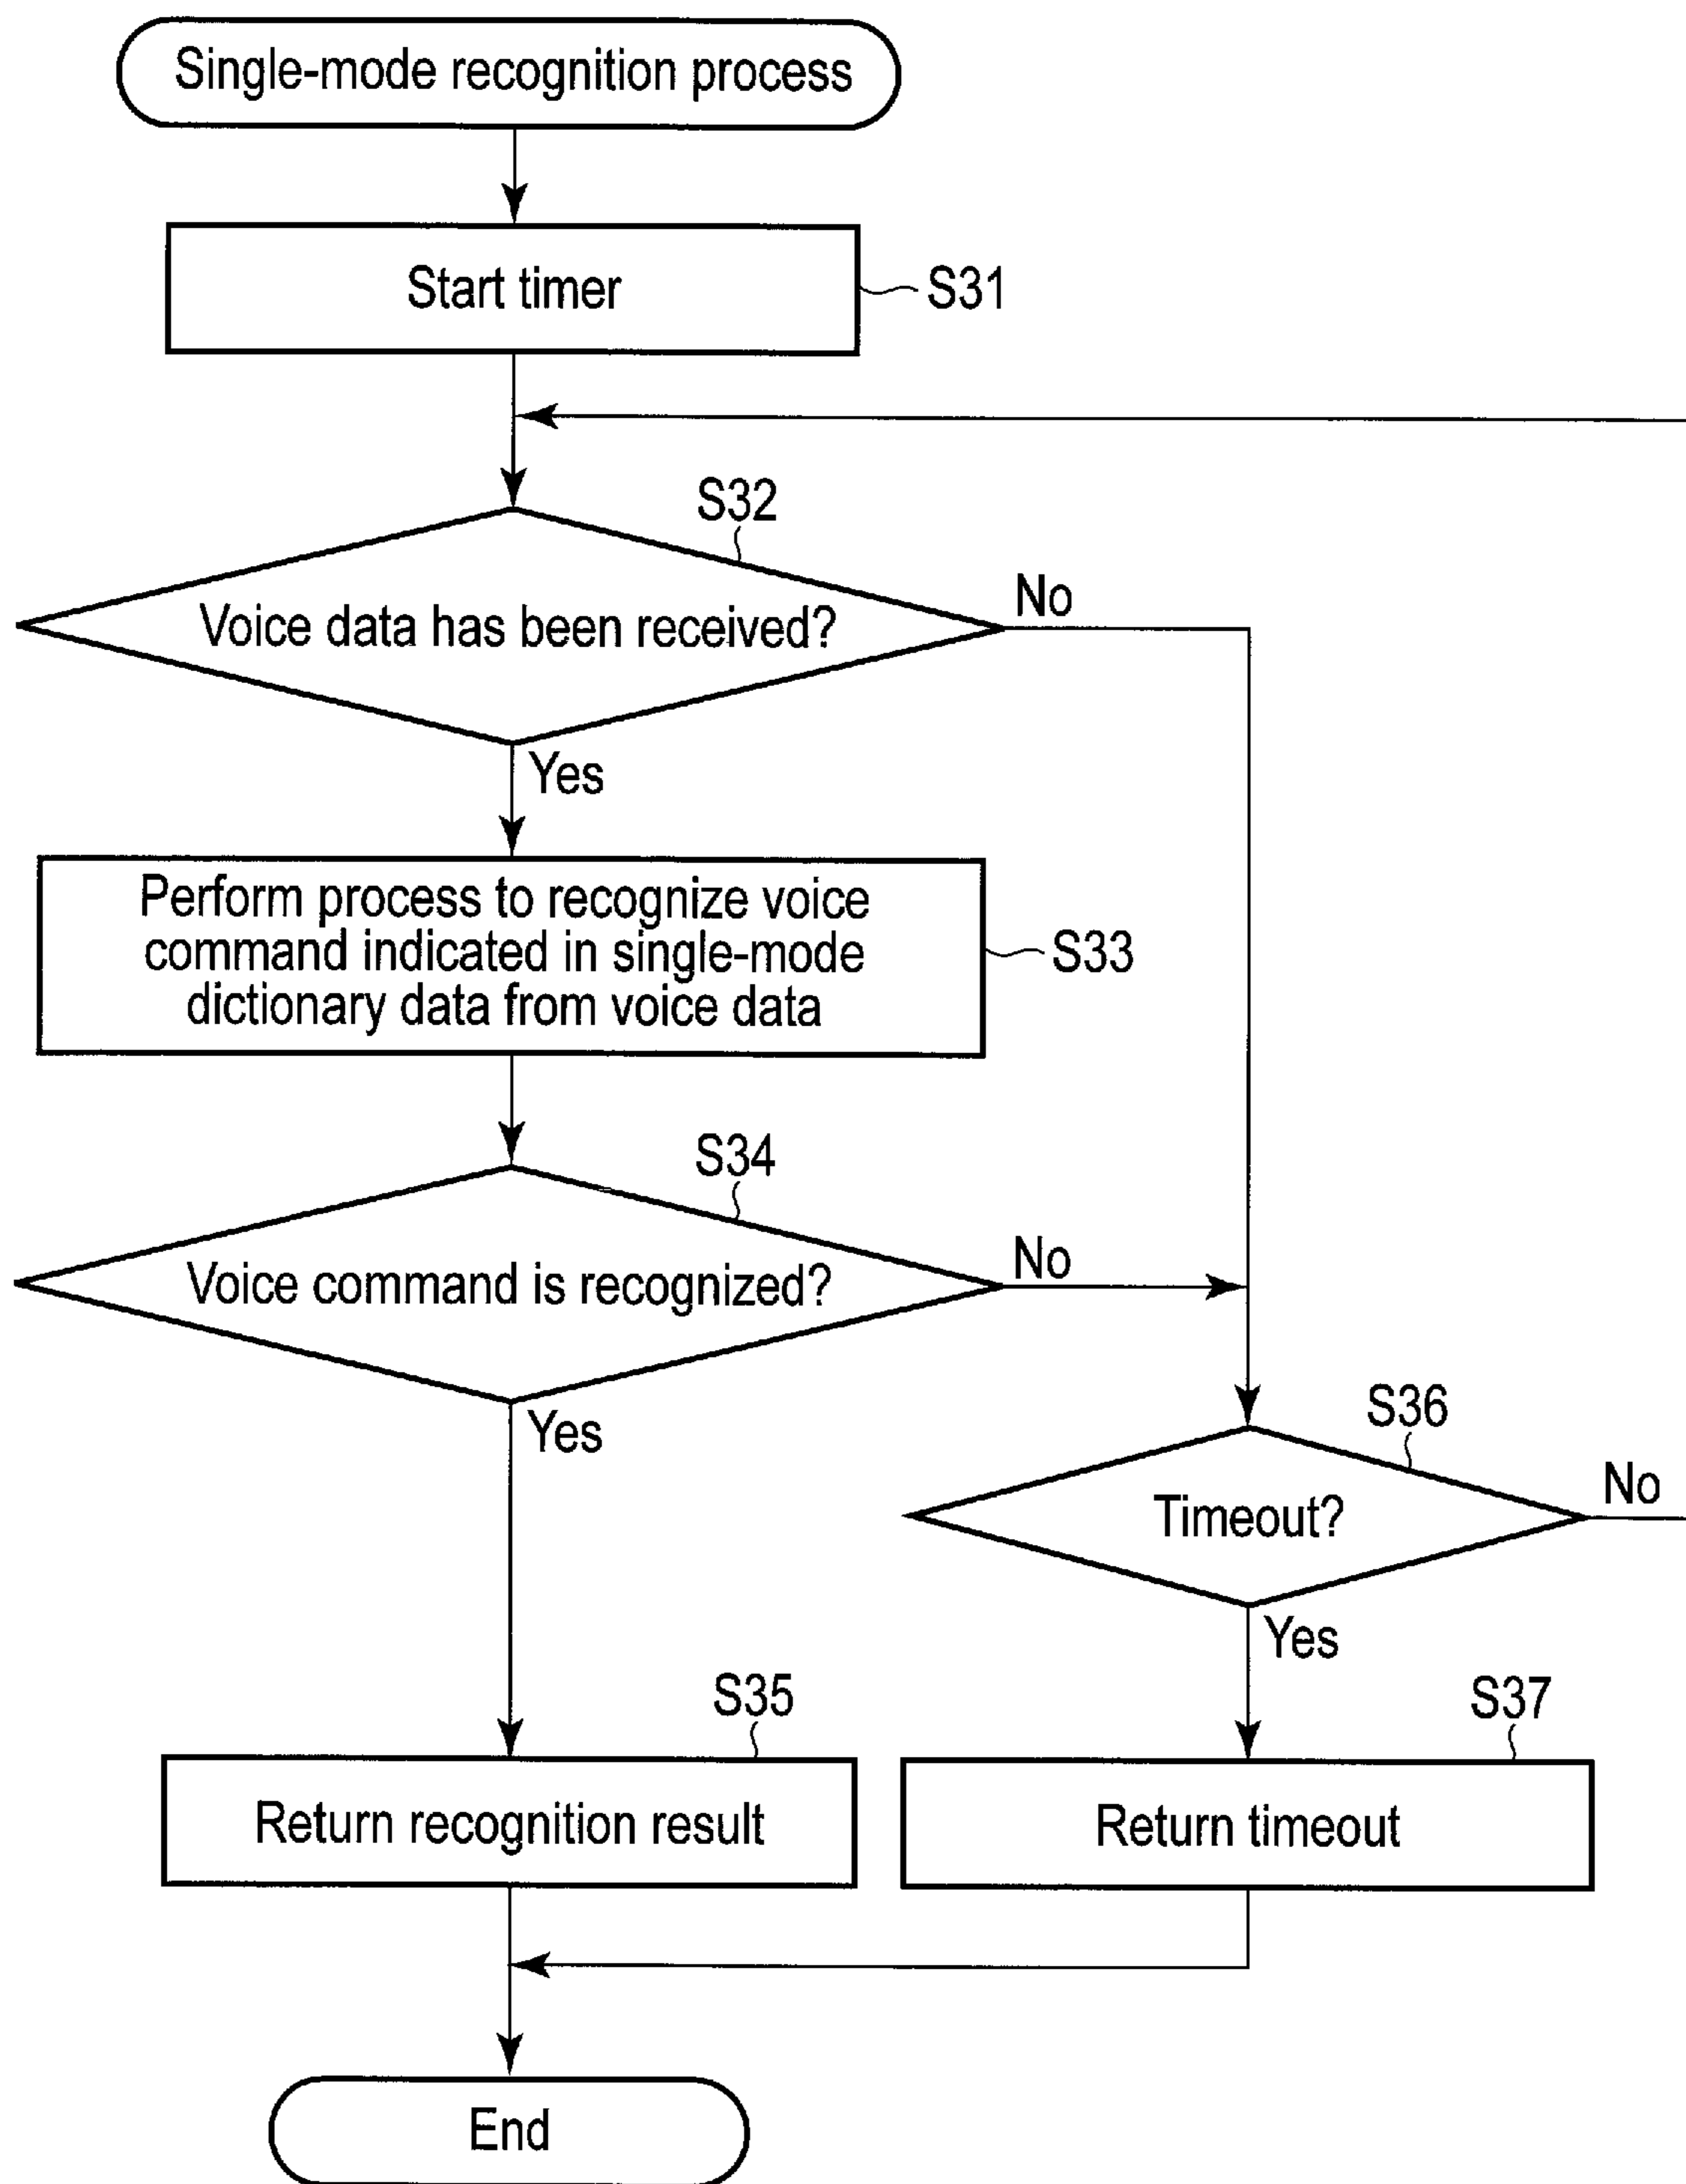 Single-mode recognition process
Start timer
S31
S32
Voice data has been received?
No
Yes
Perform process to recognize voice
command indicated in single-mode
dictionary data from voice data
S33
S34
Voice command is recognized?
No
Yes
S36
Timeout?
No
Yes
S35
Return recognition result
S37
Return timeout
End